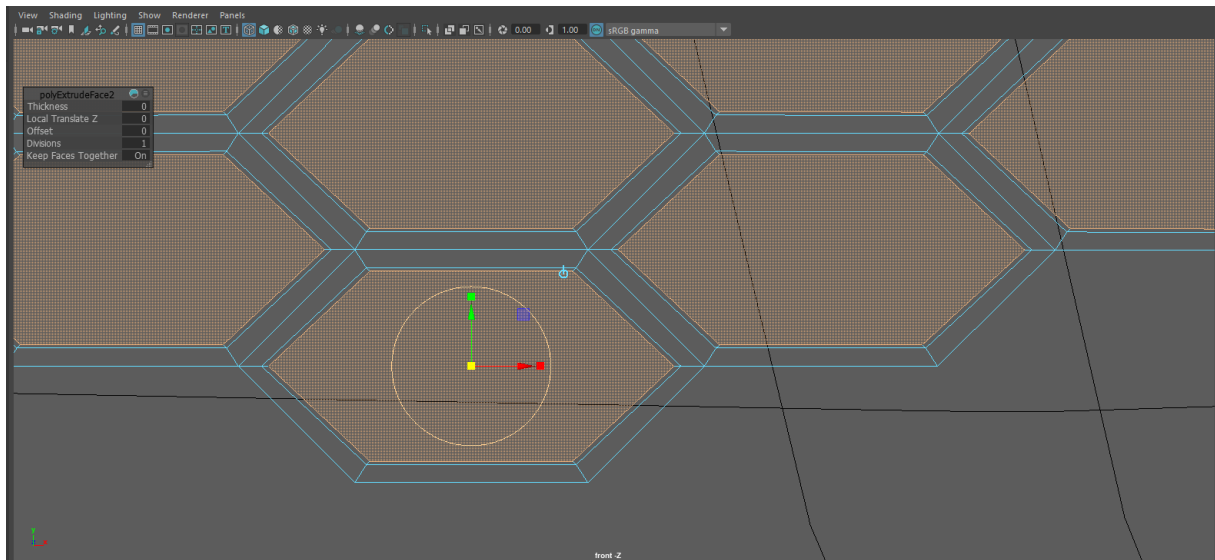 View Shading Lighting Show Renderer Panels
0.00 1.00 sRGB gamma
polyExtrudeFace2
Thickness 0
Local Translate Z 0
Offset 0
Divisions 1
Keep Faces Together On
y
x
front -Z